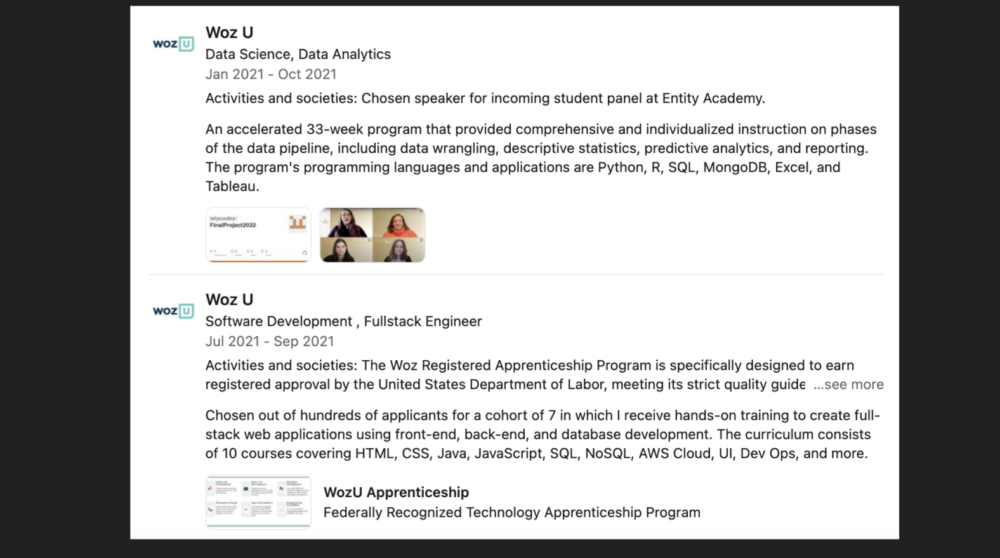 WOZ U
Woz U
Data Science, Data Analytics
Jan 2021 - Oct 2021
Activities and societies: Chosen speaker for incoming student panel at Entity Academy.
An accelerated 33-week program that provided comprehensive and individualized instruction on phases
of the data pipeline, including data wrangling, descriptive statistics, predictive analytics, and reporting.
The program's programming languages and applications are Python, R, SQL, MongoDB, Excel, and
Tableau.
letycodez/
FinalProject2022
WOZ U
Woz U
Software Development , Fullstack Engineer
Jul 2021 - Sep 2021
Activities and societies: The Woz Registered Apprenticeship Program is specifically designed to earn
registered approval by the United States Department of Labor, meeting its strict quality guide ...see more
Chosen out of hundreds of applicants for a cohort of 7 in which I receive hands-on training to create full-
stack web applications using front-end, back-end, and database development. The curriculum consists
of 10 courses covering HTML, CSS, Java, JavaScript, SQL, NoSQL, AWS Cloud, UI, Dev Ops, and more.
WozU Apprenticeship
Federally Recognized Technology Apprenticeship Program